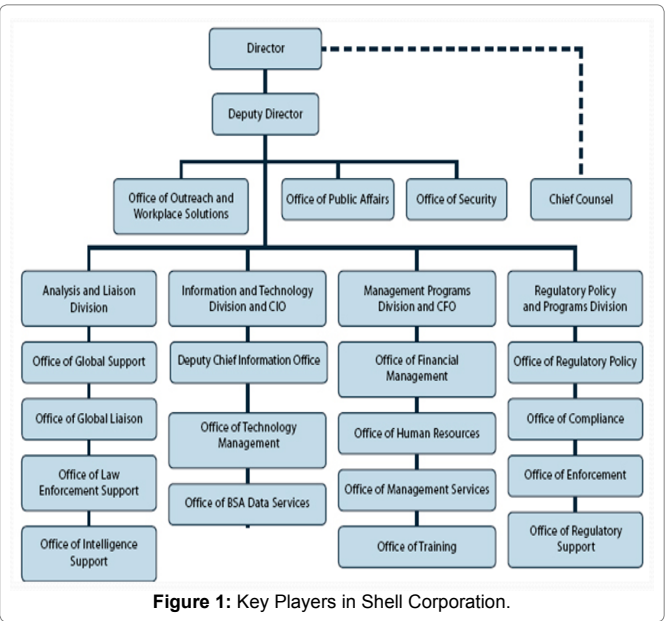 Director
Deputy Director
Office of Outreach and
Workplace Solutions
Office of Public Affairs
Office of Security
Chief Counsel
Analysis and Liaison
Division
Information and Technology
Division and CIO
Management Programs
Division and CFO
Regulatory Policy
and Programs Division
Office of Global Support
Deputy Chief Information Office
Office of Financial
Management
Office of Regulatory Policy
Office of Global Liaison
Office of Technology
Management
Office of Human Resources
Office of Compliance
Office of Law
Enforcement Support
Office of BSA Data Services
Office of Management Services
Office of Enforcement
Office of Intelligence
Support
Office of Training
Office of Regulatory
Support
Figure 1: Key Players in Shell Corporation.